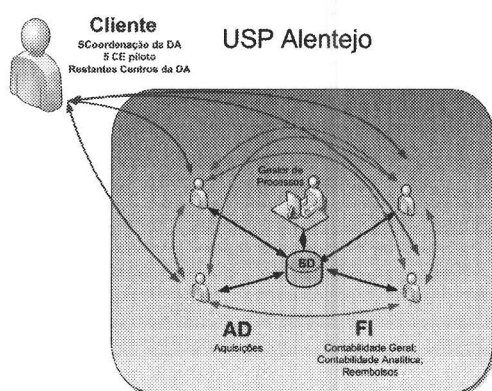 Cliente
SCoordenação da DA
5 CE piloto
Restantes Centros da DA
USP Alentejo
Gestor de
Processos
BD
AD
Aquisições
FI
Contabilidade Geral;
Contabilidade Analítica;
Reembolsos